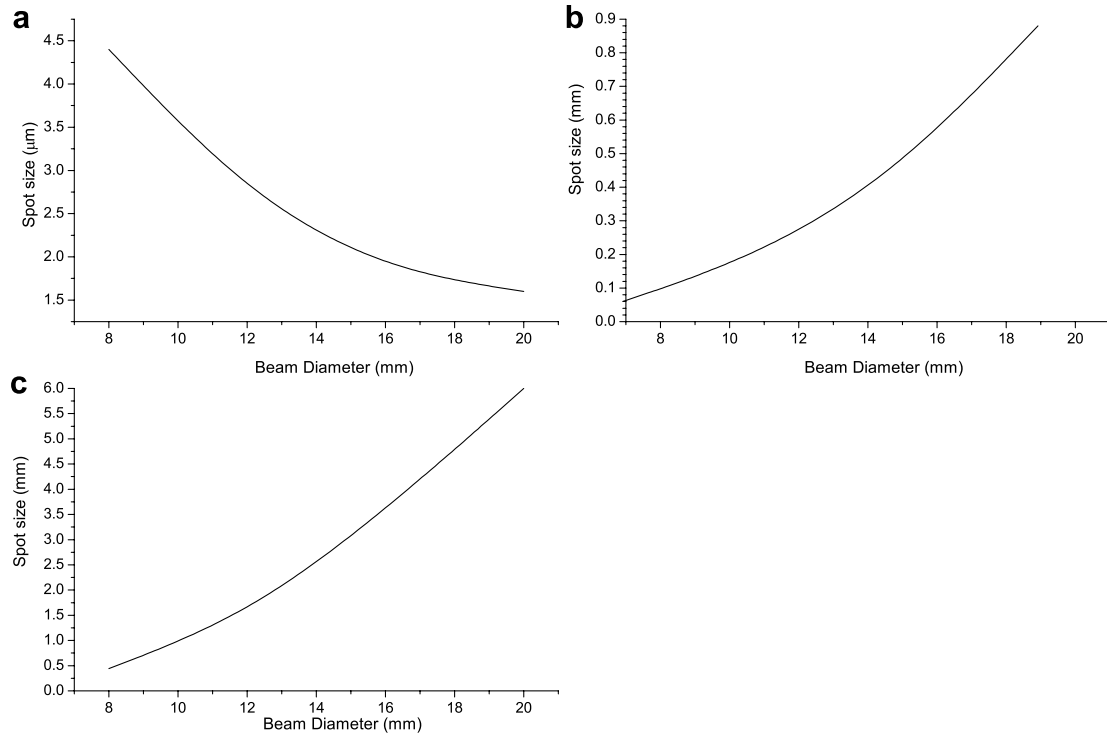 a
Spot size (μm)
4.5
4.0
3.5
3.0
2.5
2.0
1.5
8 10 12 14 16 18 20
Beam Diameter (mm)
b
Spot size (mm)
0.9
0.8
0.7
0.6
0.5
0.4
0.3
0.2
0.1
0.0
8 10 12 14 16 18 20
Beam Diameter (mm)
c
Spot size (mm)
6.0
5.5
5.0
4.5
4.0
3.5
3.0
2.5
2.0
1.5
1.0
0.5
0.0
8 10 12 14 16 18 20
Beam Diameter (mm)